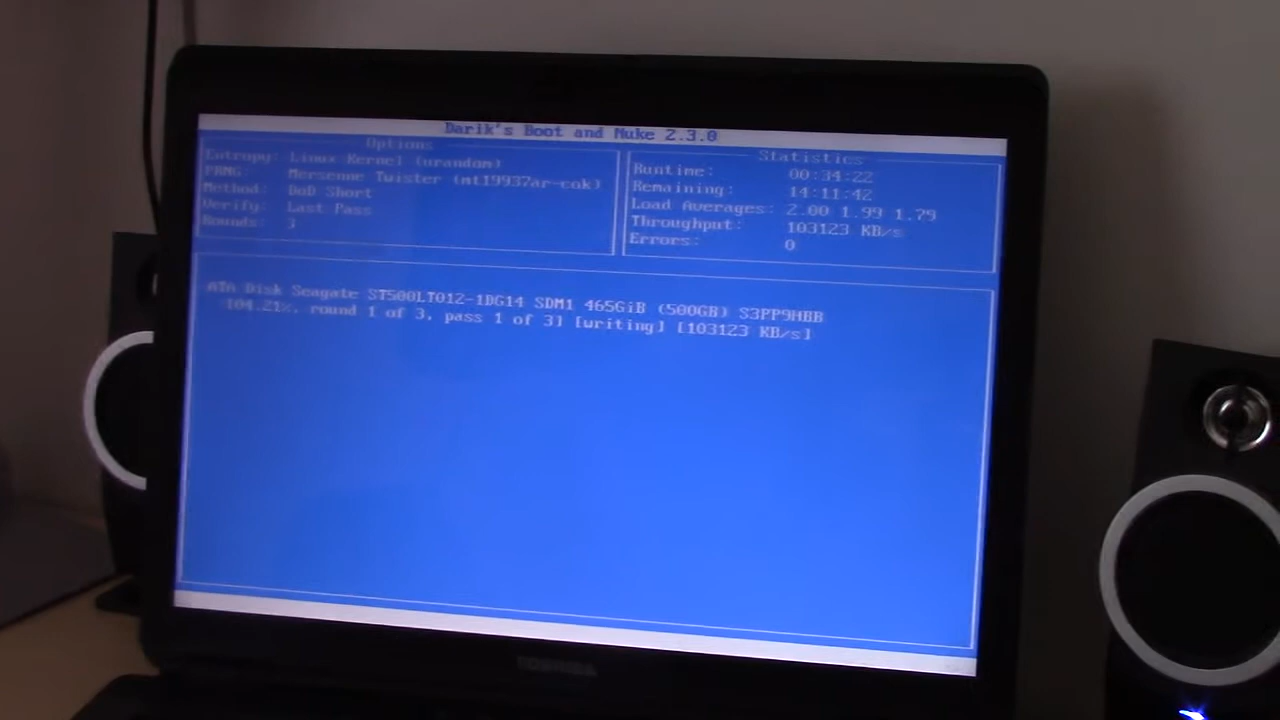 Darik's Boot and Nuke 2.3.0
Options
Entropy: Linux Kernel (urandom)
PRNG: Mersenne Twister (mt19937ar-cok)
Method: DoD Short
Verify: Last Pass
Rounds: 3
Statistics
Runtime: 00:34:22
Remaining: 14:11:42
Load Averages: 2.00 1.99 1.79
Throughput: 103123 KB/s
Errors: 0
ATA Disk Seagate ST500LT012-1DG14 SDM1 465GiB (500GB) S3PP9HBB
[04.21%, round 1 of 3, pass 1 of 3] [writing] [103123 KB/s]
TOSHIBA